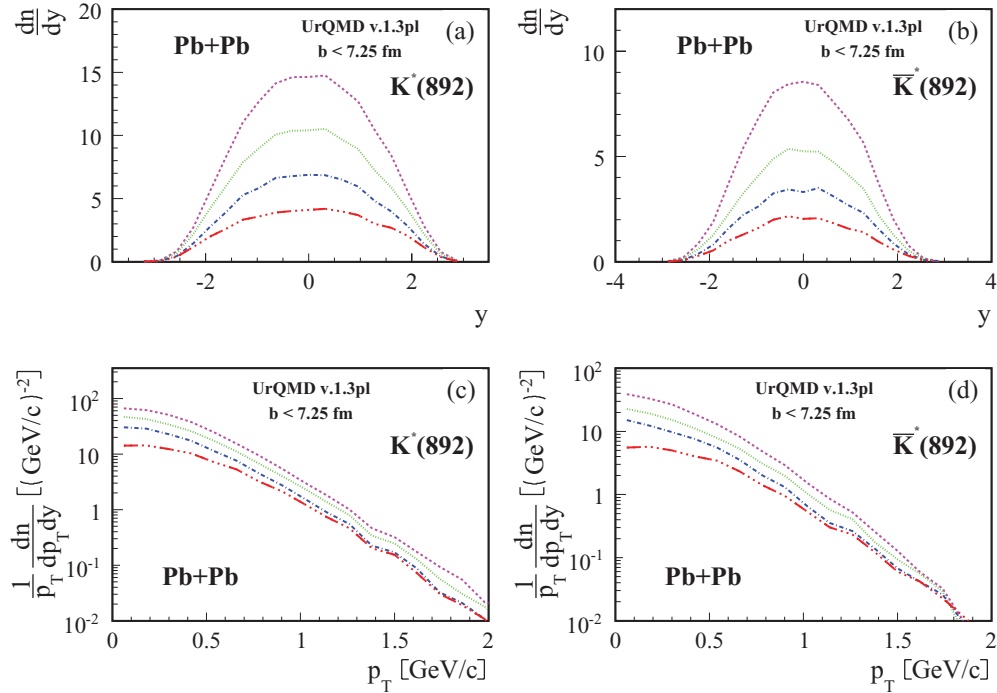 dn/dy
UrQMD v.1.3pl (a)
Pb+Pb
b < 7.25 fm
K*(892)
20
15
10
5
0
-2 0 2
y
dn/dy
UrQMD v.1.3pl (b)
Pb+Pb
b < 7.25 fm
K̅*(892)
10
5
0
-4 -2 0 2 4
y
1/p_T dn/dp_T dy [(GeV/c)^-2]
UrQMD v.1.3pl (c)
b < 7.25 fm
K*(892)
10^2
10
1
10^-1
10^-2
Pb+Pb
0 0.5 1 1.5 2
p_T [GeV/c]
1/p_T dn/dp_T dy [(GeV/c)^-2]
UrQMD v.1.3pl (d)
b < 7.25 fm
K̅*(892)
10^2
10
1
10^-1
10^-2
Pb+Pb
0 0.5 1 1.5 2
p_T [GeV/c]